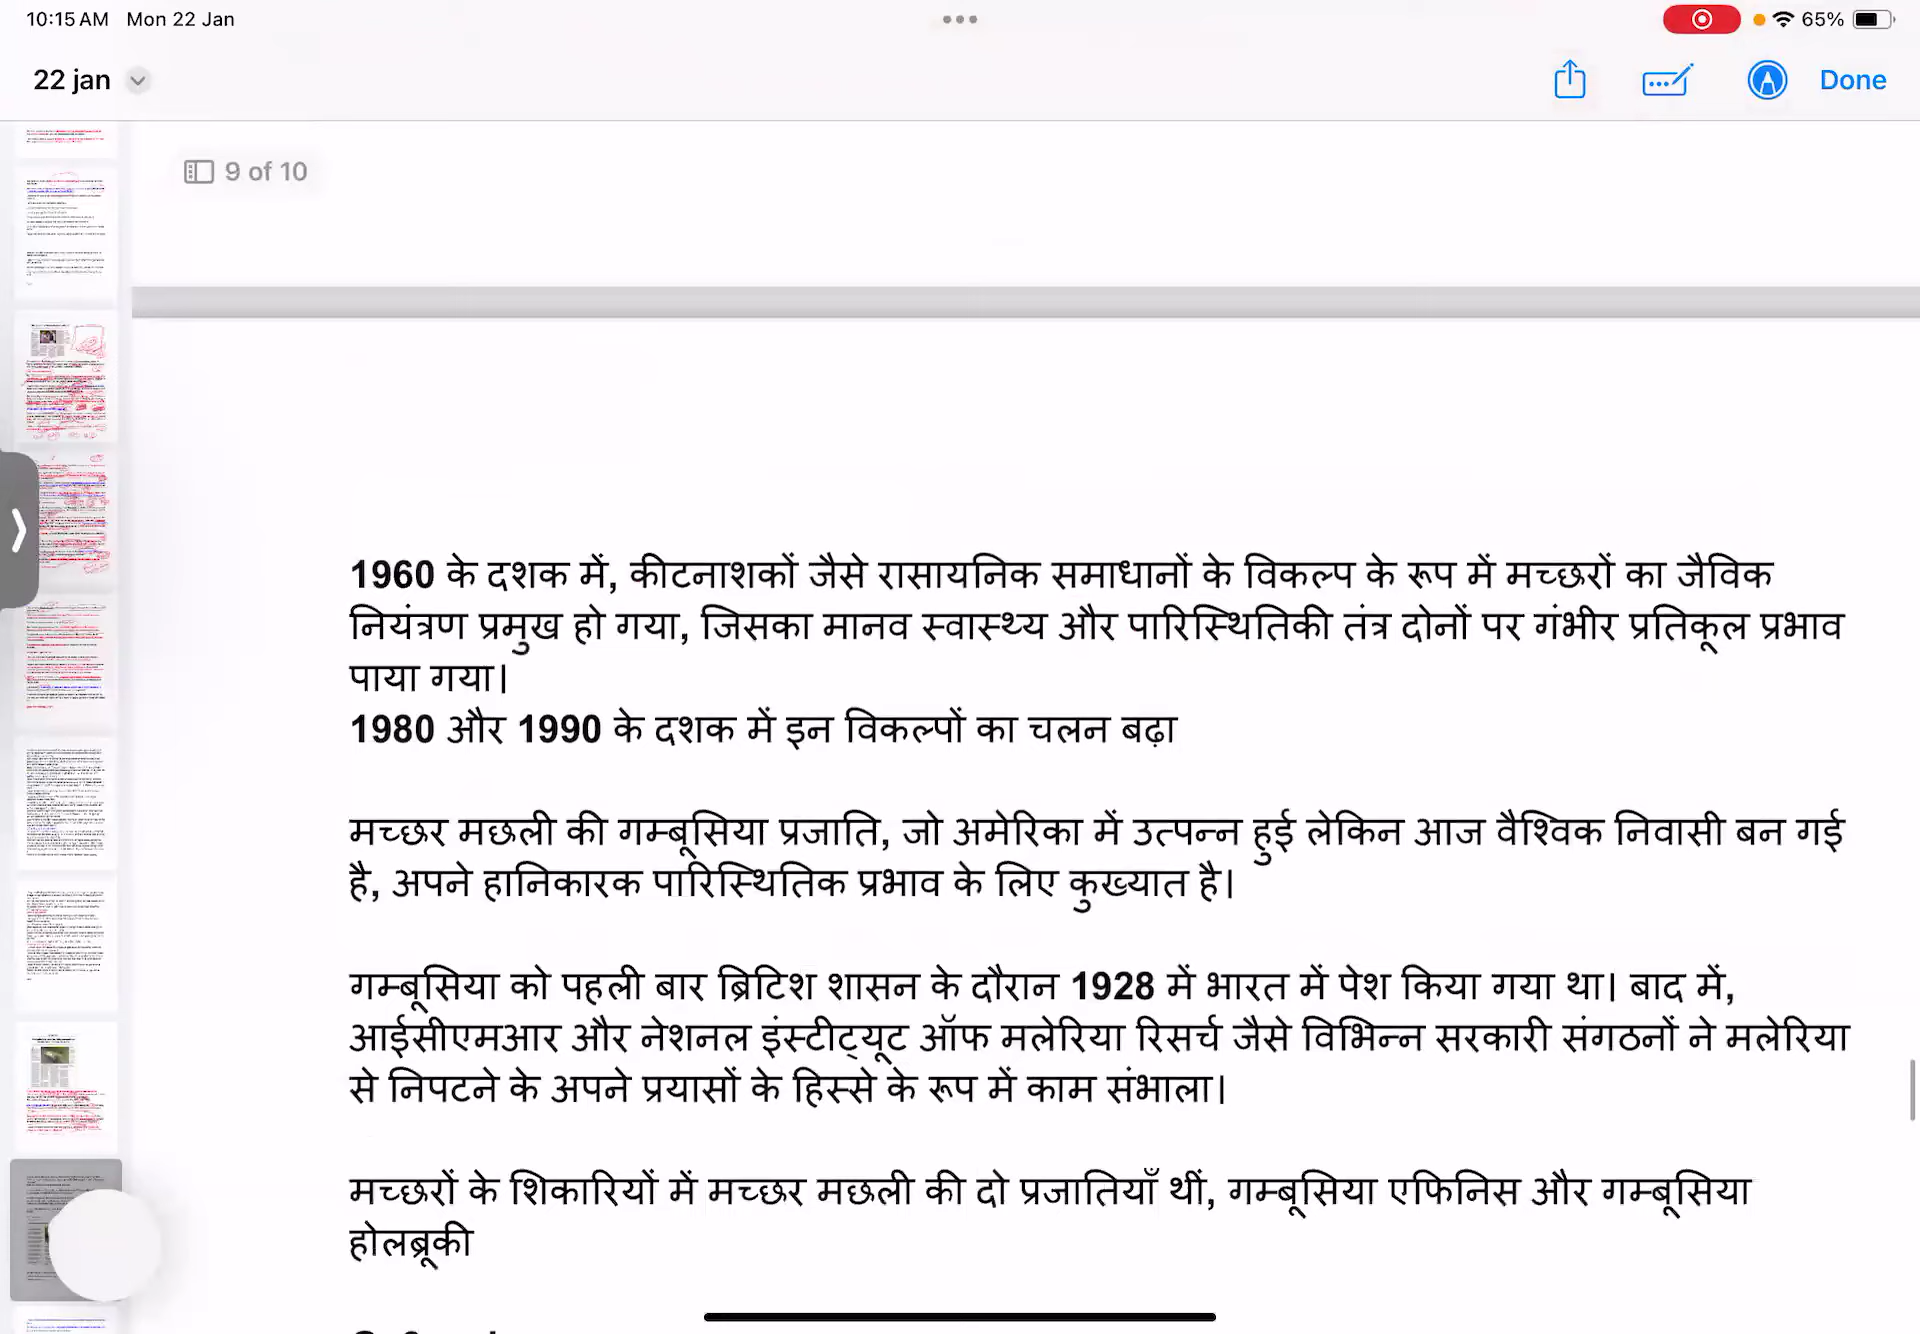 10:15 AM Mon 22 Jan
65%
22 jan
Done
9 of 10
1960 के दशक में, कीटनाशकों जैसे रासायनिक समाधानों के विकल्प के रूप में मच्छरों का जैविक
नियंत्रण प्रमुख हो गया, जिसका मानव स्वास्थ्य और पारिस्थितिकी तंत्र दोनों पर गंभीर प्रतिकूल प्रभाव
पाया गया।
1980 और 1990 के दशक में इन विकल्पों का चलन बढ़ा
मच्छर मछली की गम्बूसिया प्रजाति, जो अमेरिका में उत्पन्न हुई लेकिन आज वैश्विक निवासी बन गई
है, अपने हानिकारक पारिस्थितिक प्रभाव के लिए कुख्यात है।
गम्बूसिया को पहली बार ब्रिटिश शासन के दौरान 1928 में भारत में पेश किया गया था। बाद में,
आईसीएमआर और नेशनल इंस्टीट्यूट ऑफ मलेरिया रिसर्च जैसे विभिन्न सरकारी संगठनों ने मलेरिया
से निपटने के अपने प्रयासों के हिस्से के रूप में काम संभाला।
मच्छरों के शिकारियों में मच्छर मछली की दो प्रजातियाँ थीं, गम्बूसिया एफिनिस और गम्बूसिया
होलब्रूकी